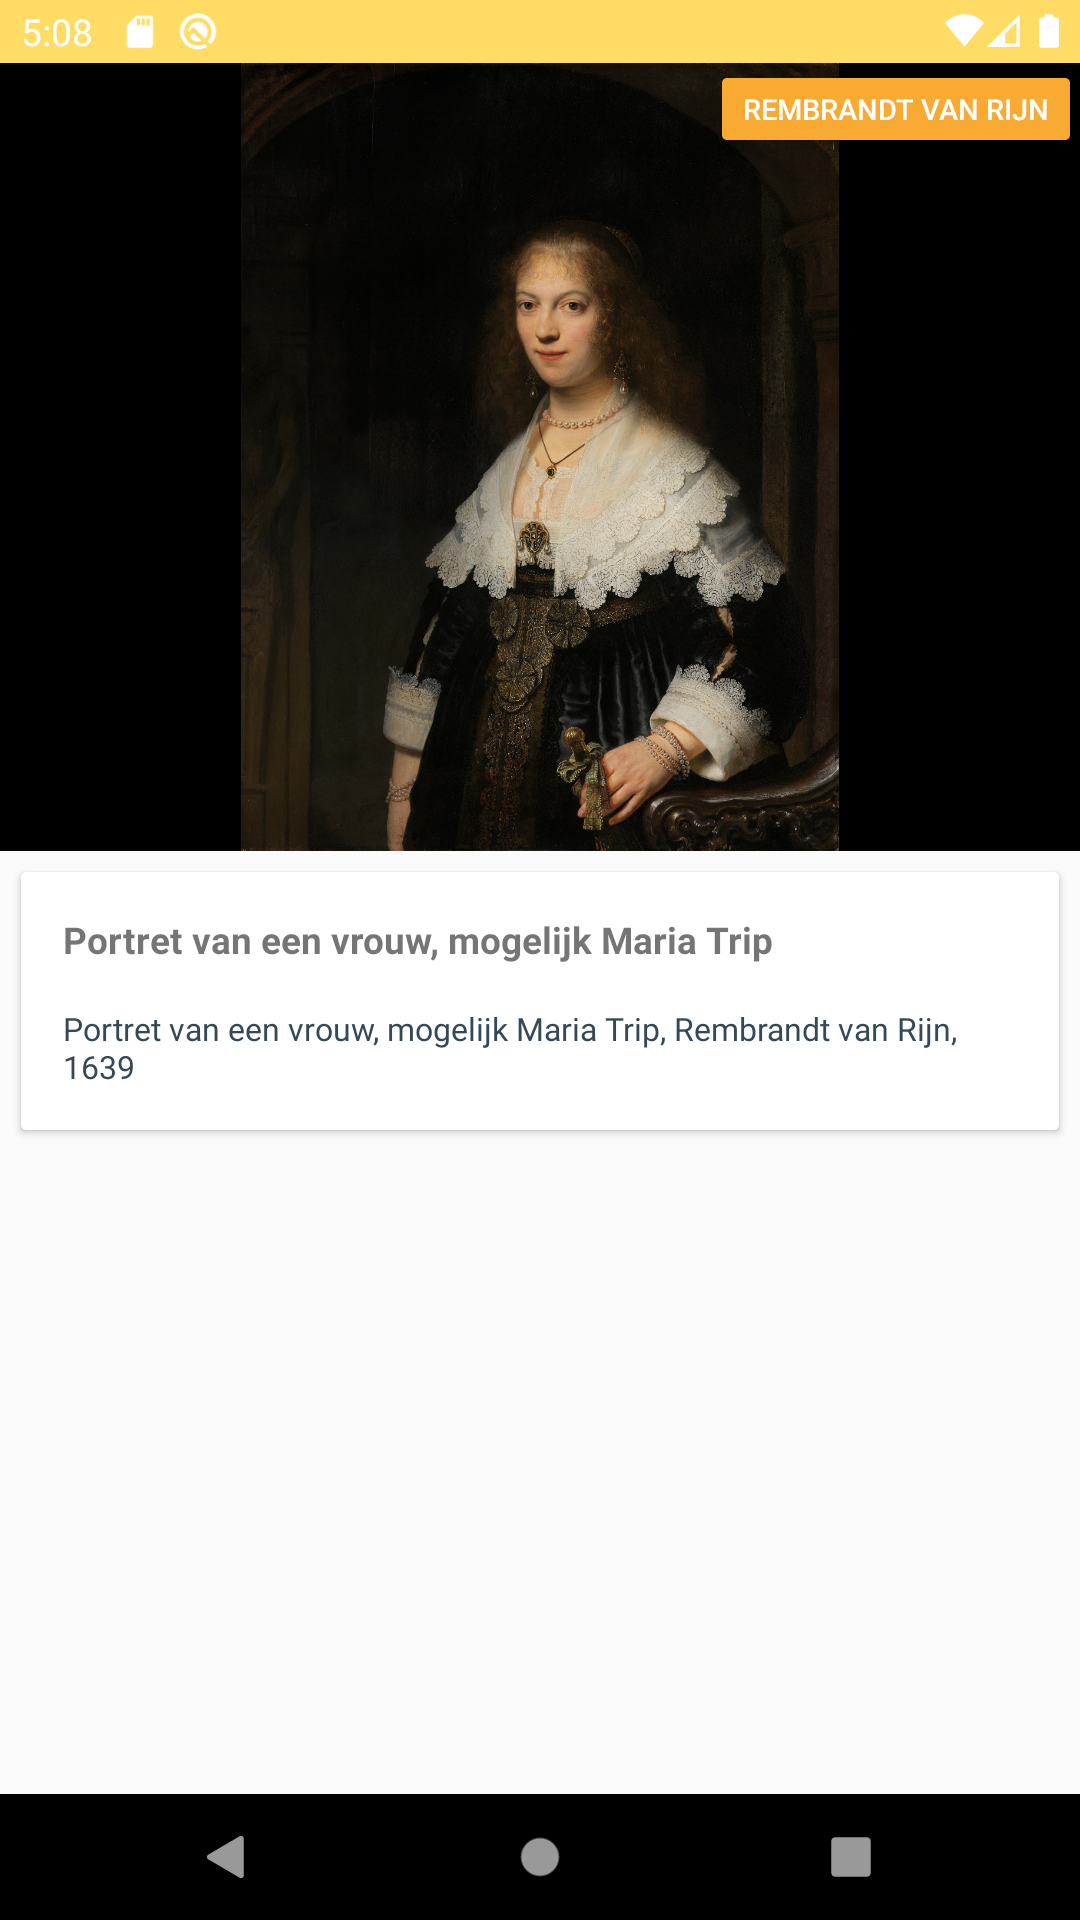 5:08
REMBRANDT VAN RIJN
Portret van een vrouw, mogelijk Maria Trip
Portret van een vrouw, mogelijk Maria Trip, Rembrandt van Rijn,
1639